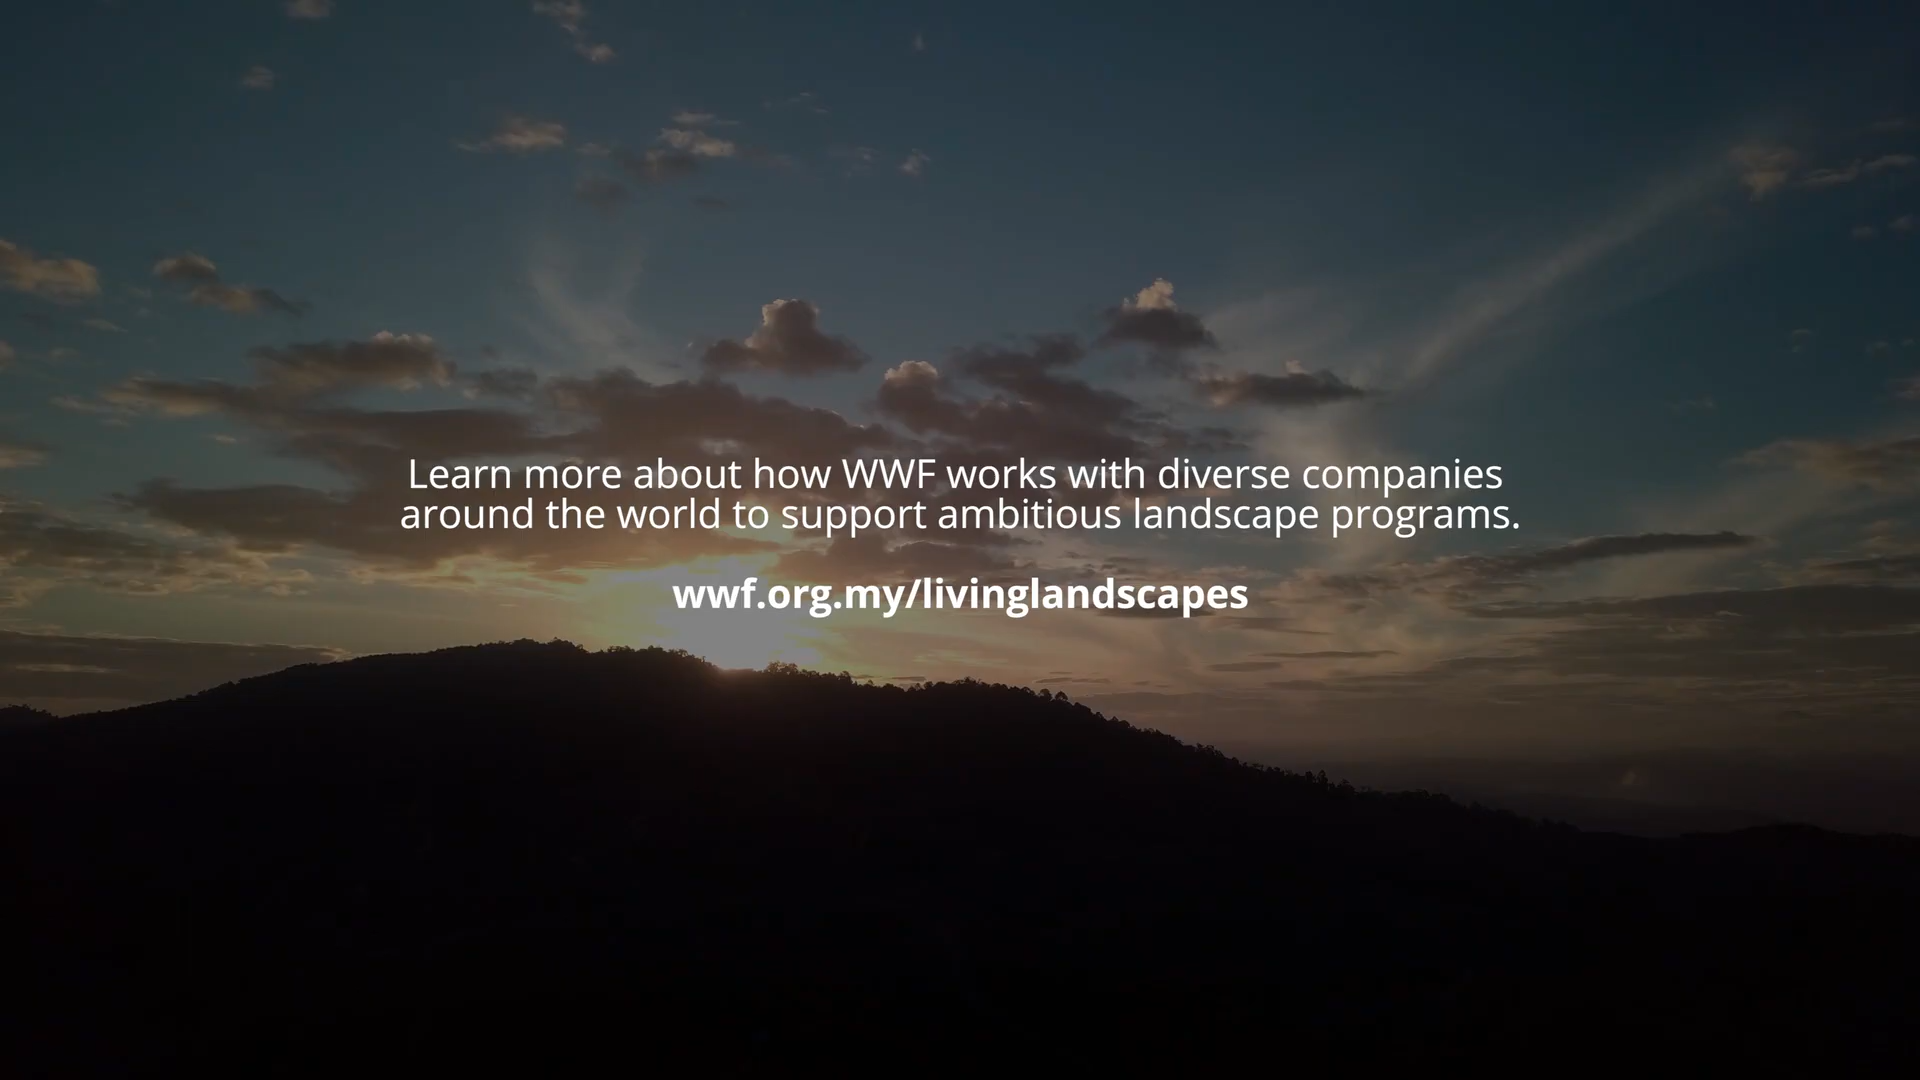 Learn more about how WWF works with diverse companies
around the world to support ambitious landscape programs.
wwf.org.my/livinglandscapes